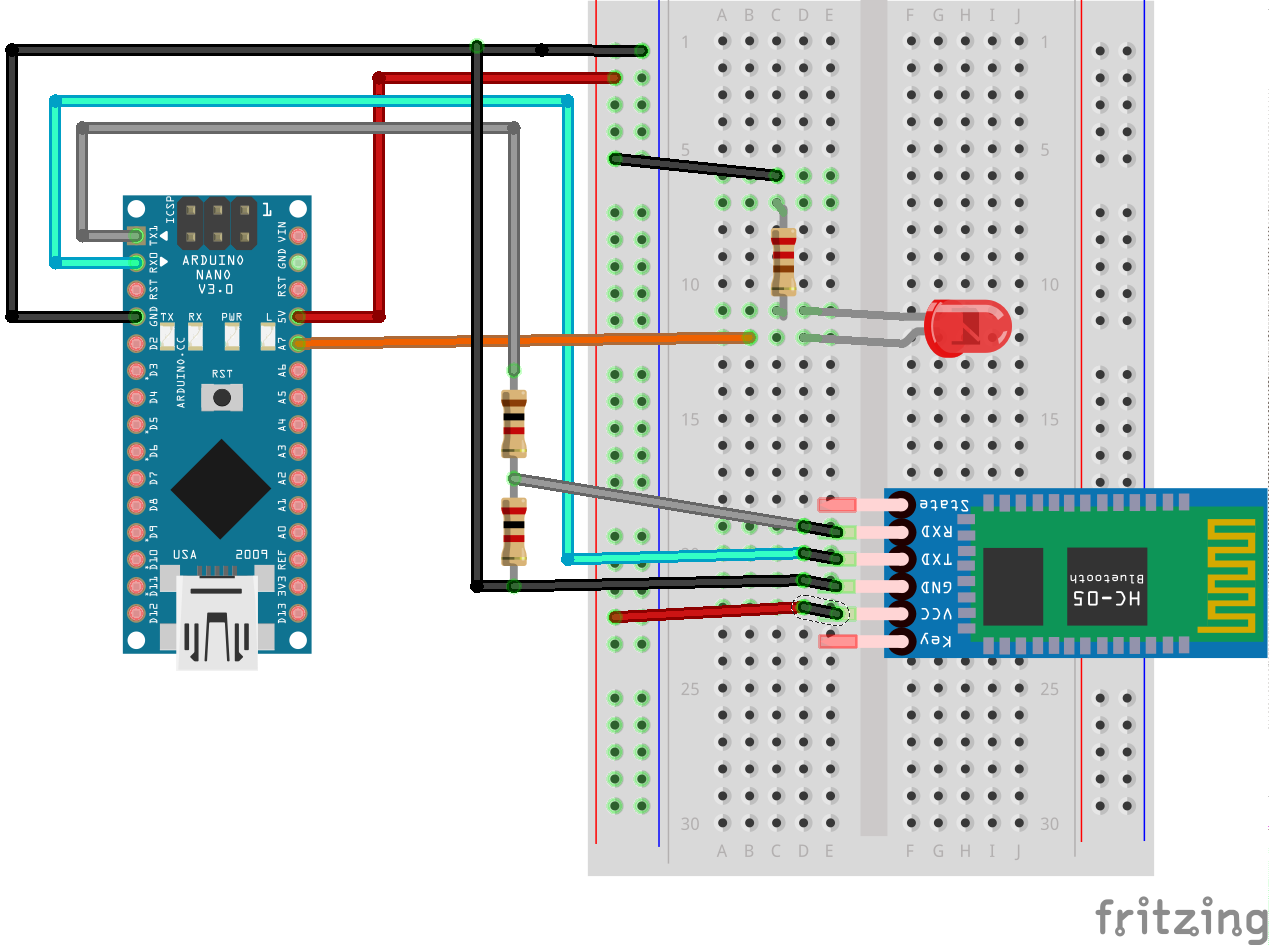 A B C D E F G H I J
1 1
5 5
10 10
15 15
25 25
30 30
A B C D E F G H I J
ICSP
1
TX1
RX0
RST
GND
D2
D3
D4
D5
D6
D7
D8
D9
D10
D11
D12
VIN
GND
RST
5V
A7
A6
A5
A4
A3
A2
A1
A0
REF
3V3
D13
ARDUINO
NANO
V3.0
TX RX PWR L
RST
ARDUINO.CC
USA 2009
State
RXD
TXD
GND
VCC
Key
HC-05
Bluetooth
fritzing